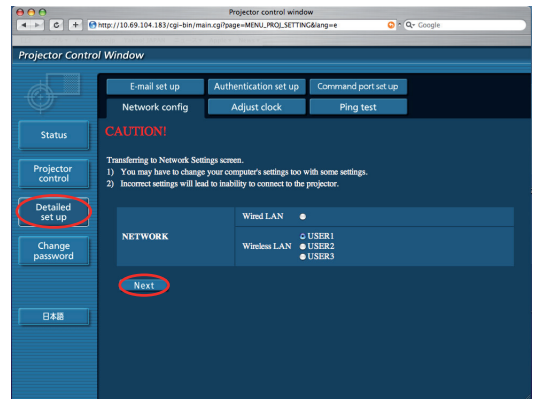 Projector control window
http://10.69.104.183/cgi-bin/main.cgi?page=MENU_PROJ_SETTING&lang=e
Google
Projector Control Window
E-mail set up
Authentication set up
Command port set up
Network config
Adjust clock
Ping test
Status
Projector control
Detailed set up
Change password
日本語
CAUTION!
Transferring to Network Settings screen.
1) You may have to change your computer's settings too with some settings.
2) Incorrect settings will lead to inability to connect to the projector.
NETWORK
Wired LAN
Wireless LAN
USER1
USER2
USER3
Next